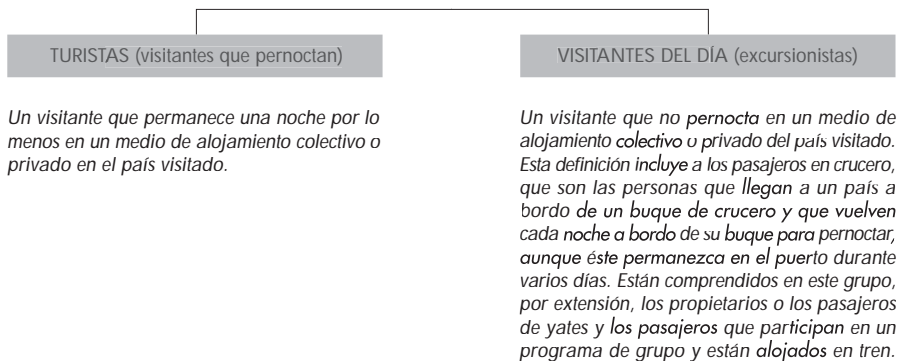 TURISTAS (visitantes que pernoctan)
Un visitante que permanece una noche por lo
menos en un medio de alojamiento colectivo o
privado en el país visitado.
VISITANTES DEL DÍA (excursionistas)
Un visitante que no pernocta en un medio de
alojamiento colectivo o privado del país visitado.
Esta definición incluye a los pasajeros en crucero,
que son las personas que llegan a un país a
bordo de un buque de crucero y que vuelven
cada noche a bordo de su buque para pernoctar,
aunque éste permanezca en el puerto durante
varios días. Están comprendidos en este grupo,
por extensión, los propietarios o los pasajeros
de yates y los pasajeros que participan en un
programa de grupo y están alojados en tren.